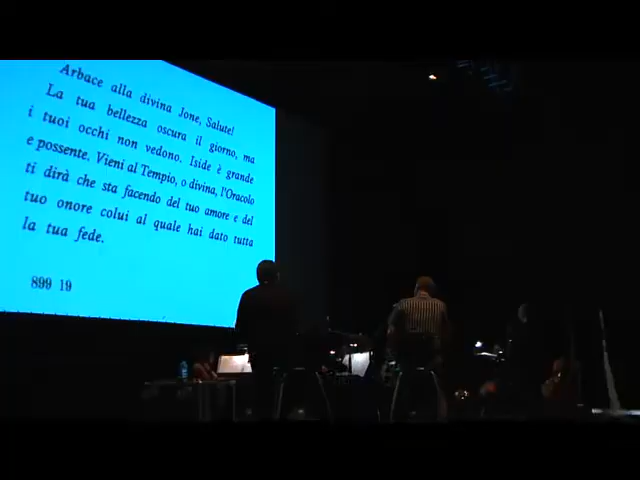 Arbace alla divina Jone, Salute!
La tua bellezza oscura il giorno, ma
i tuoi occhi non vedono. Iside è grande
e possente. Vieni al Tempio, o divina, l'Oracolo
ti dirà che sta facendo del tuo amore e del
tuo onore colui al quale hai dato tutta
la tua fede.
899 19